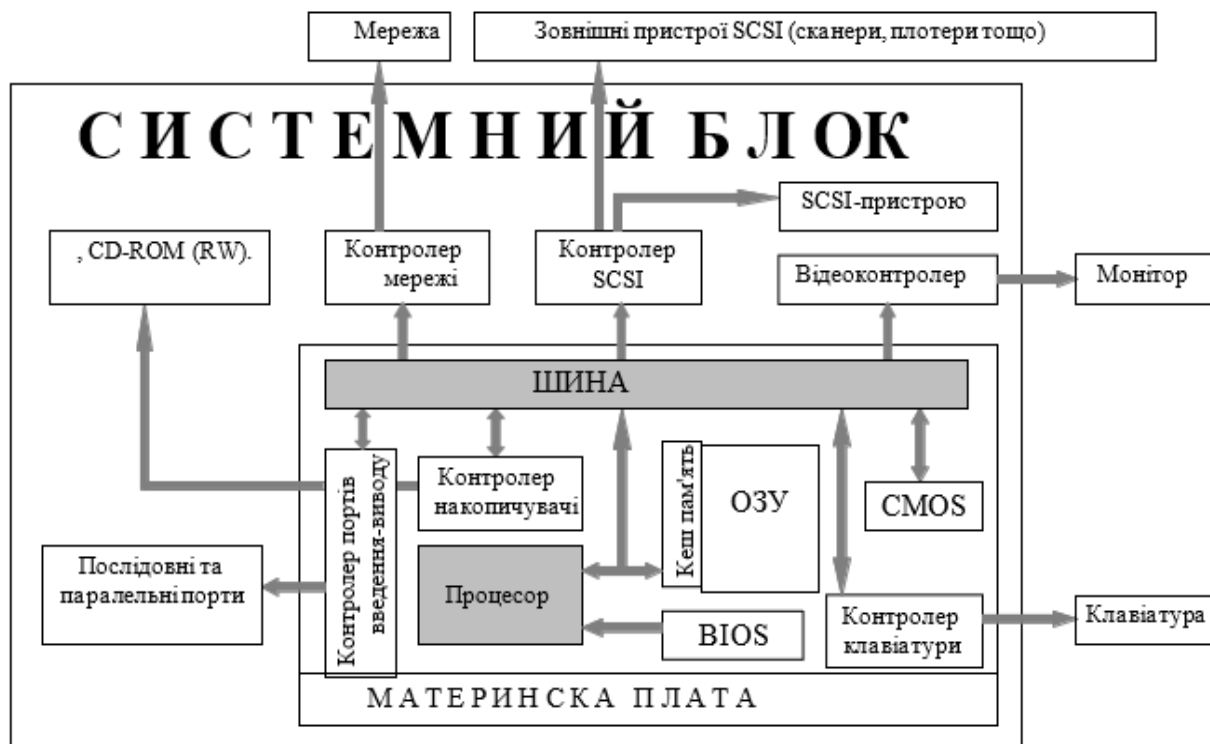 Мережа
Зовнішні пристрої SCSI (сканери, плотери тощо)
СИСТЕМНИЙ БЛОК
SCSI-пристрою
, CD-ROM (RW).
Контролер
мережі
Контролер
SCSI
Відеоконтролер
Монітор
ШИНА
Контролер портів
введення-виводу
Контролер
накопичувачі
Кеш пам'ять
ОЗУ
CMOS
Послідовні та
паралельні порти
Процесор
BIOS
Контролер
клавіатури
Клавіатура
МАТЕРИНСКА ПЛАТА